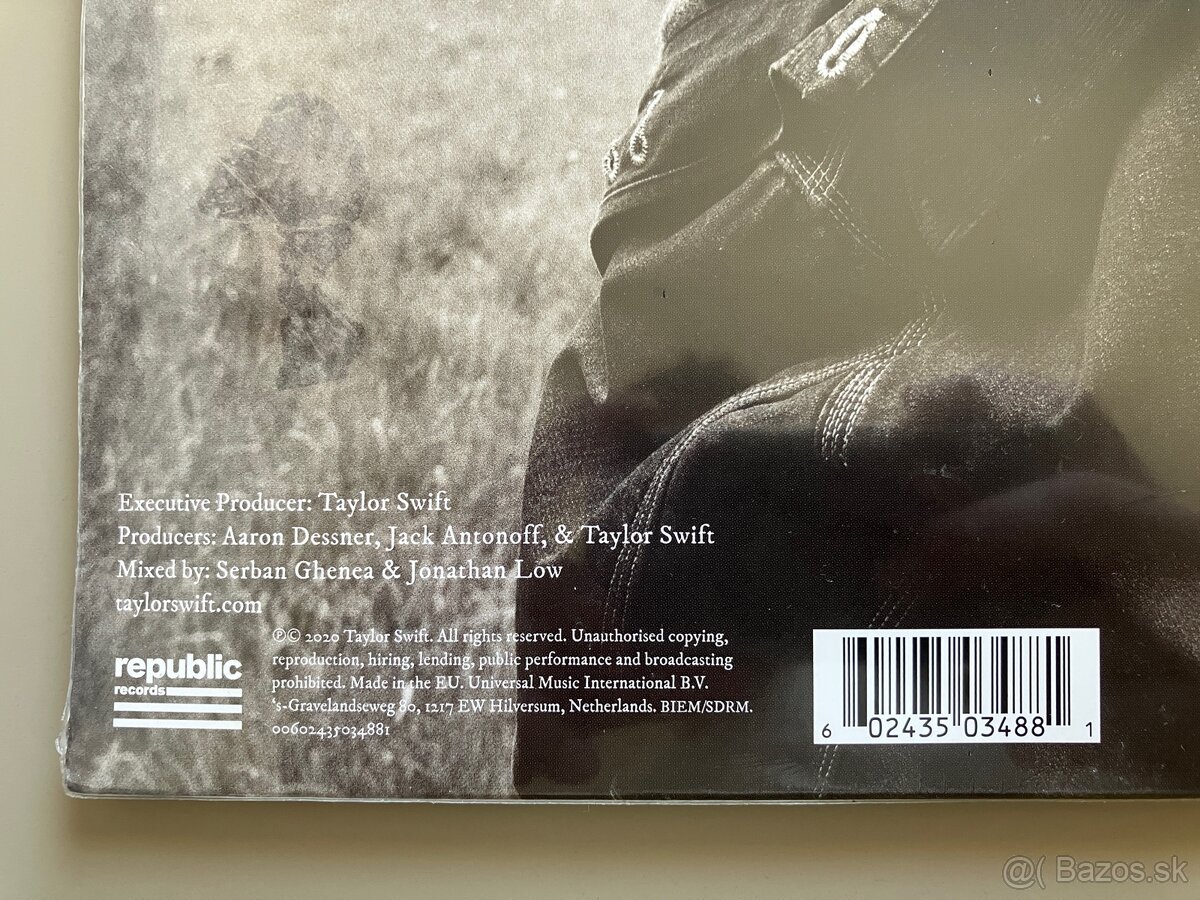 Executive Producer: Taylor Swift
Producers: Aaron Dessner, Jack Antonoff, & Taylor Swift
Mixed by: Serban Ghenea & Jonathan Low
taylorswift.com
℗© 2020 Taylor Swift. All rights reserved. Unauthorised copying,
reproduction, hiring, lending, public performance and broadcasting
prohibited. Made in the EU. Universal Music International B.V.
's-Gravelandseweg 80, 1217 EW Hilversum, Netherlands. BIEM/SDRM.
00602435034881
republic
records
6 02435 03488 1
@( Bazos.sk